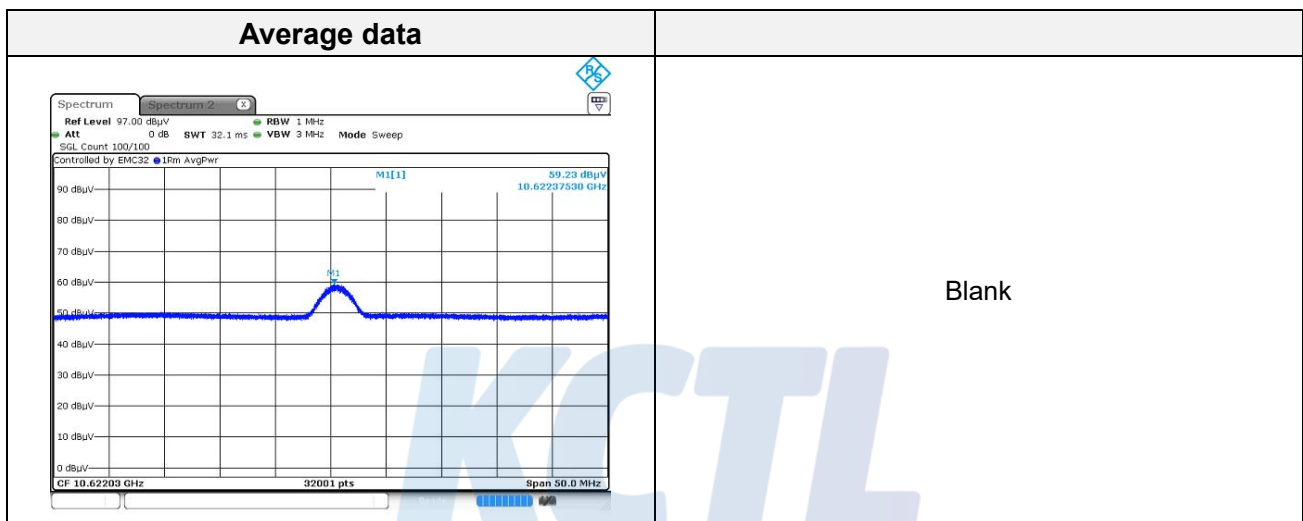 Average data
R&S
Spectrum Spectrum 2 X
Ref Level 97.00 dBµV RBW 1 MHz
Att 0 dB SWT 32.1 ms VBW 3 MHz Mode Sweep
SGL Count 100/100
Controlled by EMC32 1Rm AvgPwr
M1[1] 59.23 dBµV
10.62237530 GHz
90 dBµV
80 dBµV
70 dBµV
M1
60 dBµV
50 dBµV
40 dBµV
30 dBµV
20 dBµV
10 dBµV
0 dBµV
CF 10.62203 GHz 32001 pts Span 50.0 MHz
Blank
KCTL